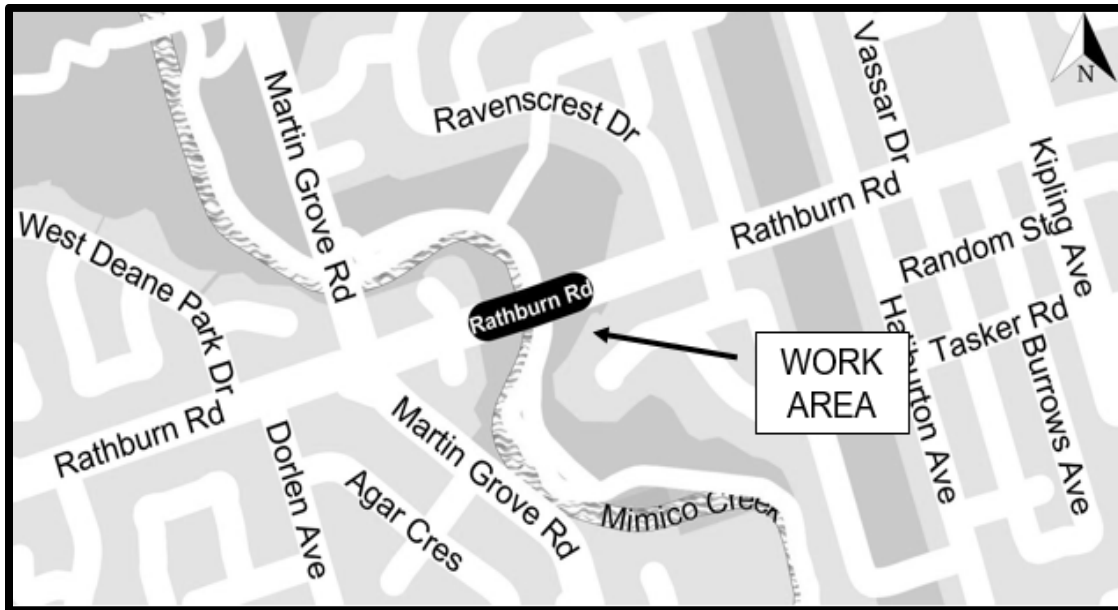 Martin Grove Rd
Ravenscrest Dr
Vassar Dr
N
Kipling Ave
Rathburn Rd
Random St
West Deane Park Dr
Rathburn Rd
WORK
AREA
Haliburton Ave
Tasker Rd
Burrows Ave
Rathburn Rd
Dorlen Ave
Martin Grove Rd
Agar Cres
Mimico Creek